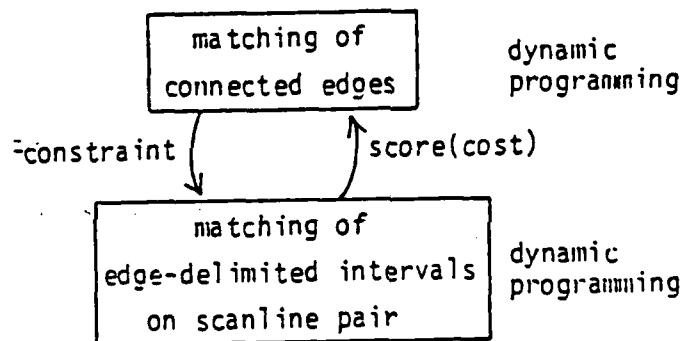 matching of
connected edges
dynamic
programming
constraint
score(cost)
matching of
edge-delimited intervals
on scanline pair
dynamic
programming